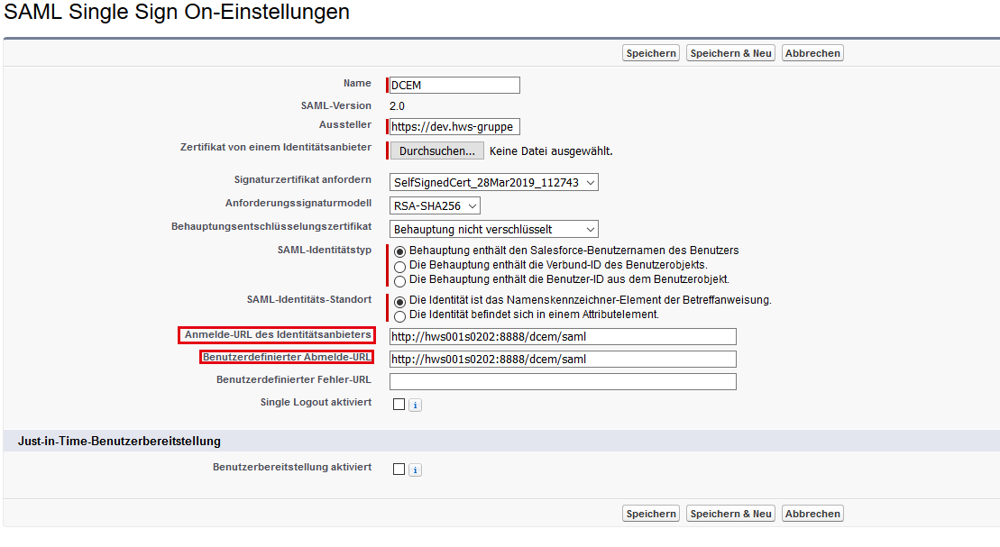 SAML Single Sign On-Einstellungen
Speichern Speichern & Neu Abbrechen
Name DCEM
SAML-Version 2.0
Aussteller https://dev.hws-gruppe
Zertifikat von einem Identitätsanbieter Durchsuchen... Keine Datei ausgewählt.
Signaturzertifikat anfordern SelfSignedCert_28Mar2019_112743
Anforderungssignaturmodell RSA-SHA256
Behauptungsentschlüsselungszertifikat Behauptung nicht verschlüsselt
SAML-Identitätstyp Behauptung enthält den Salesforce-Benutzernamen des Benutzers
Die Behauptung enthält die Verbund-ID des Benutzerobjekts.
Die Behauptung enthält die Benutzer-ID aus dem Benutzerobjekt.
SAML-Identitäts-Standort Die Identität ist das Namenskennzeichner-Element der Betreffanweisung.
Die Identität befindet sich in einem Attributelement.
Anmelde-URL des Identitätsanbieters http://hws001s0202:8888/dcem/saml
Benutzerdefinierter Abmelde-URL http://hws001s0202:8888/dcem/saml
Benutzerdefinierter Fehler-URL
Single Logout aktiviert i
Just-in-Time-Benutzerbereitstellung
Benutzerbereitstellung aktiviert i
Speichern Speichern & Neu Abbrechen